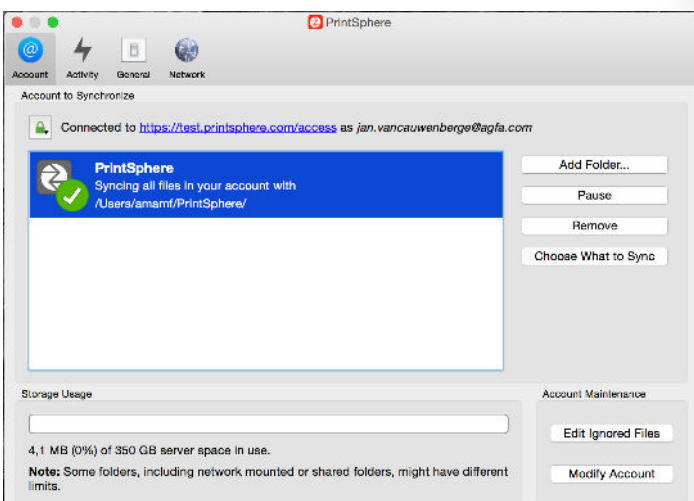 PrintSphere
Account Activity General Network
Account to Synchronize
Connected to https://test.printsphere.com/access as jan.vancauwenberge@agfa.com
PrintSphere
Syncing all files in your account with
/Users/amamf/PrintSphere/
Add Folder...
Pause
Remove
Choose What to Sync
Storage Usage
4,1 MB (0%) of 350 GB server space in use.
Note: Some folders, including network mounted or shared folders, might have different
limits.
Account Maintenance
Edit Ignored Files
Modify Account